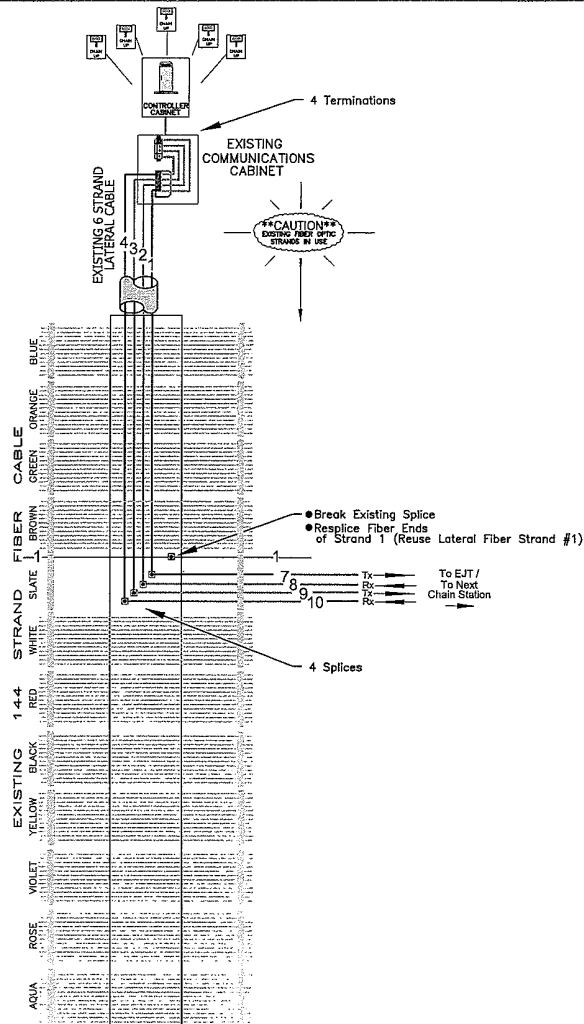 CHAIN UP
CHAIN UP
CHAIN UP
CHAIN UP
CHAIN UP
CONTROLLER
CABINET
4 Terminations
EXISTING
COMMUNICATIONS
CABINET
EXISTING 6 STRAND
LATERAL CABLE
4
3
2
1
**CAUTION**
EXISTING FIBER OPTIC
STRANDS IN USE
EXISTING 144 STRAND FIBER CABLE
BLUE
ORANGE
GREEN
BROWN
SLATE
WHITE
RED
BLACK
YELLOW
VIOLET
ROSE
AQUA
●Break Existing Splice
●Resplice Fiber Ends
of Strand 1 (Reuse Lateral Fiber Strand #1)
1
1
7 Tx
8 Rx
9 Tx
10 Rx
To EJT /
To Next
Chain Station
4 Splices